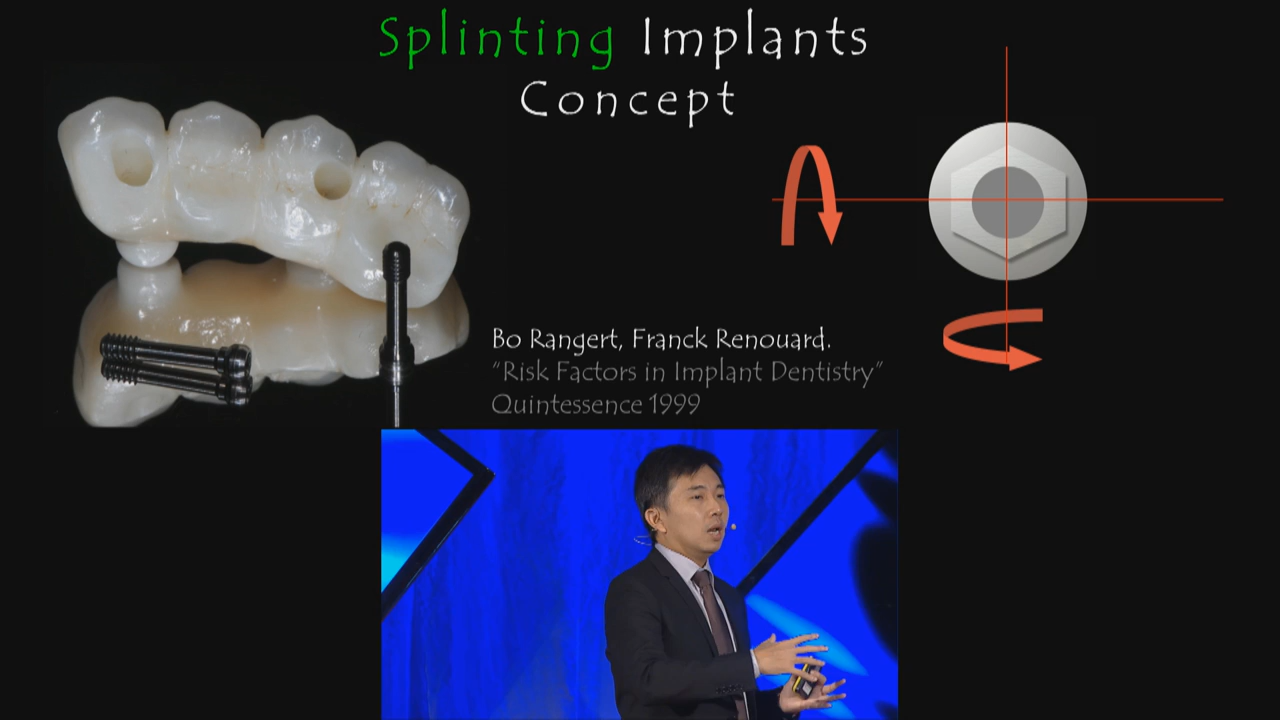 Splinting Implants
Concept
Bo Rangert, Franck Renouard.
“Risk Factors in Implant Dentistry”
Quintessence 1999